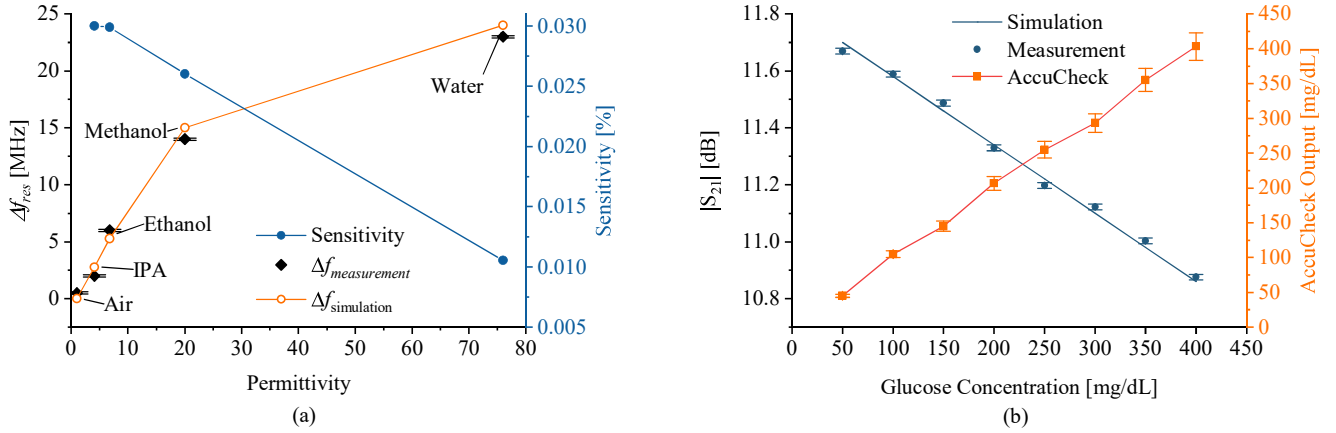 25
20
15
10
5
0
Δf_res [MHz]
0.030
0.025
0.020
0.015
0.010
0.005
Sensitivity [%]
Water
Methanol
Ethanol
IPA
Air
Sensitivity
Δf_measurement
Δf_simulation
0 10 20 30 40 50 60 70 80
Permittivity
(a)
11.8
11.6
11.4
11.2
11.0
10.8
|S₂₁| [dB]
Simulation
Measurement
AccuCheck
450
400
350
300
250
200
150
100
50
0
AccuCheck Output [mg/dL]
0 50 100 150 200 250 300 350 400 450
Glucose Concentration [mg/dL]
(b)